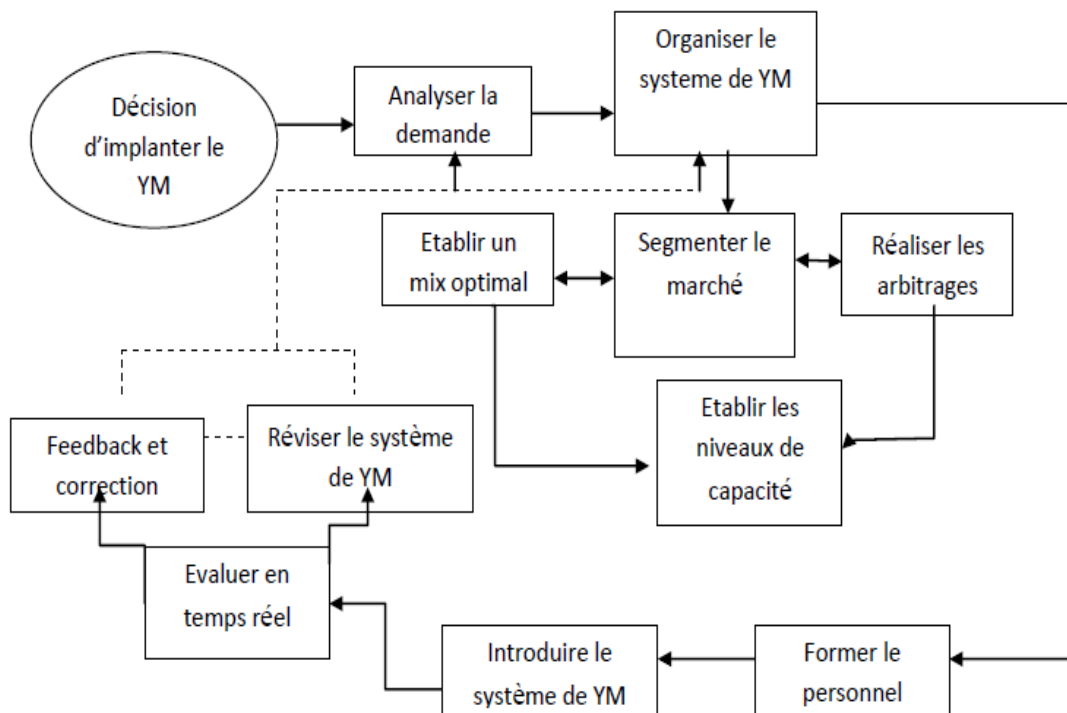 Décision
d'implanter le
YM
Analyser la
demande
Organiser le
systeme de YM
Etablir un
mix optimal
Segmenter le
marché
Réaliser les
arbitrages
Etablir les
niveaux de
capacité
Feedback et
correction
Réviser le système
de YM
Evaluer en
temps réel
Introduire le
système de YM
Former le
personnel